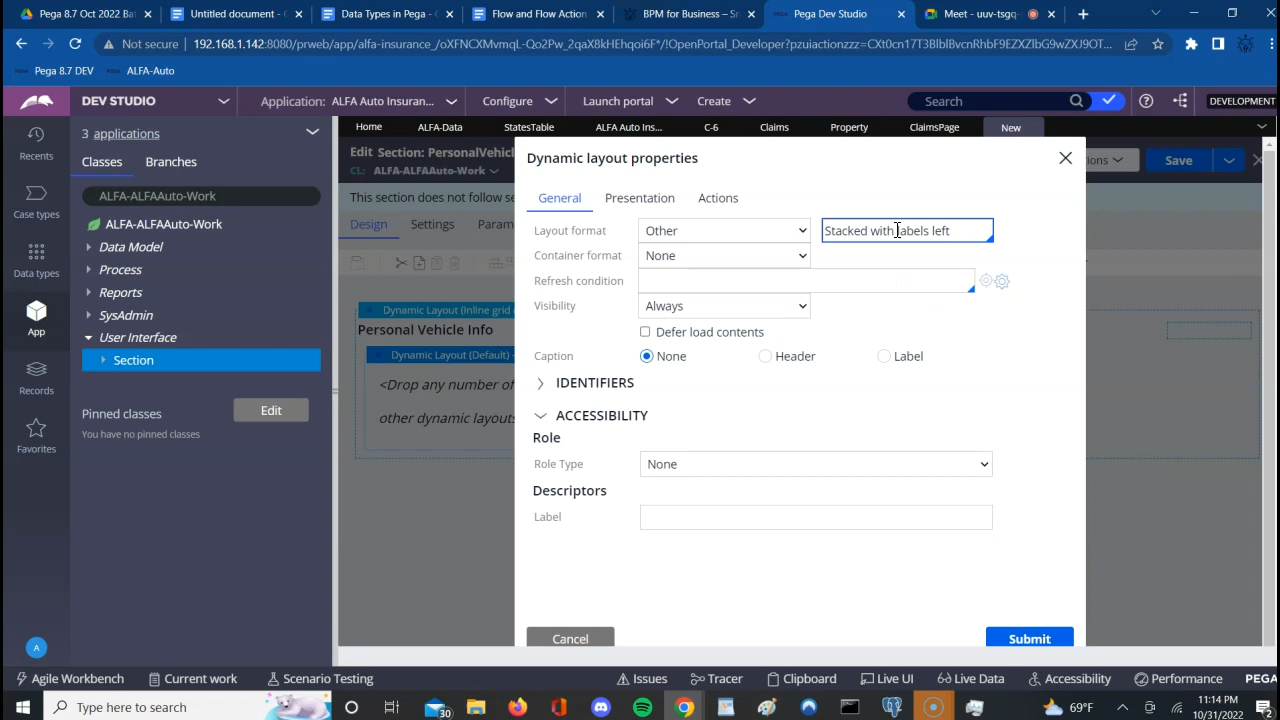 Pega 8.7 Oct 2022 Bat
Untitled document - G
Data Types in Pega -
Flow and Flow Action
BPM for Business – Sn
Pega Dev Studio
Meet - uuv-tsgq-
Not secure
192.168.1.142:8080/prweb/app/alfa-insurance_/oXFNCXMvmqL-Qo2Pw_2qaX8kHEhqoi6F*/!OpenPortal_Developer?pzuiactionzzz=CXt0cn17T3BlblBvcnRhbF9EZXZlbG9wZXJ9OT...
Pega 8.7 DEV
ALFA-Auto
DEV STUDIO
Application: ALFA Auto Insuran...
Configure
Launch portal
Create
Search
DEVELOPMENT
Recents
Case types
Data types
App
Records
Favorites
A
3 applications
Classes
Branches
ALFA-ALFAAuto-Work
ALFA-ALFAAuto-Work
Data Model
Process
Reports
SysAdmin
User Interface
Section
Pinned classes
Edit
You have no pinned classes
Home
ALFA-Data
StatesTable
ALFA Auto Ins...
C-6
Claims
Property
ClaimsPage
New
Edit Section: PersonalVehicl
CL: ALFA-ALFAAuto-Work
ions
Save
This section does not follow se
Design
Settings
Param
Dynamic Layout (Inline grid
Personal Vehicle Info
Dynamic Layout (Default)
<Drop any number of
other dynamic layouts
Dynamic layout properties
General
Presentation
Actions
Layout format
Other
Stacked with labels left
Container format
None
Refresh condition
Visibility
Always
Defer load contents
Caption
None
Header
Label
IDENTIFIERS
ACCESSIBILITY
Role
Role Type
None
Descriptors
Label
Cancel
Submit
Agile Workbench
Current work
Scenario Testing
Issues
Tracer
Clipboard
Live UI
Live Data
Accessibility
Performance
PEGA
Type here to search
30
69°F
11:14 PM
10/31/2022